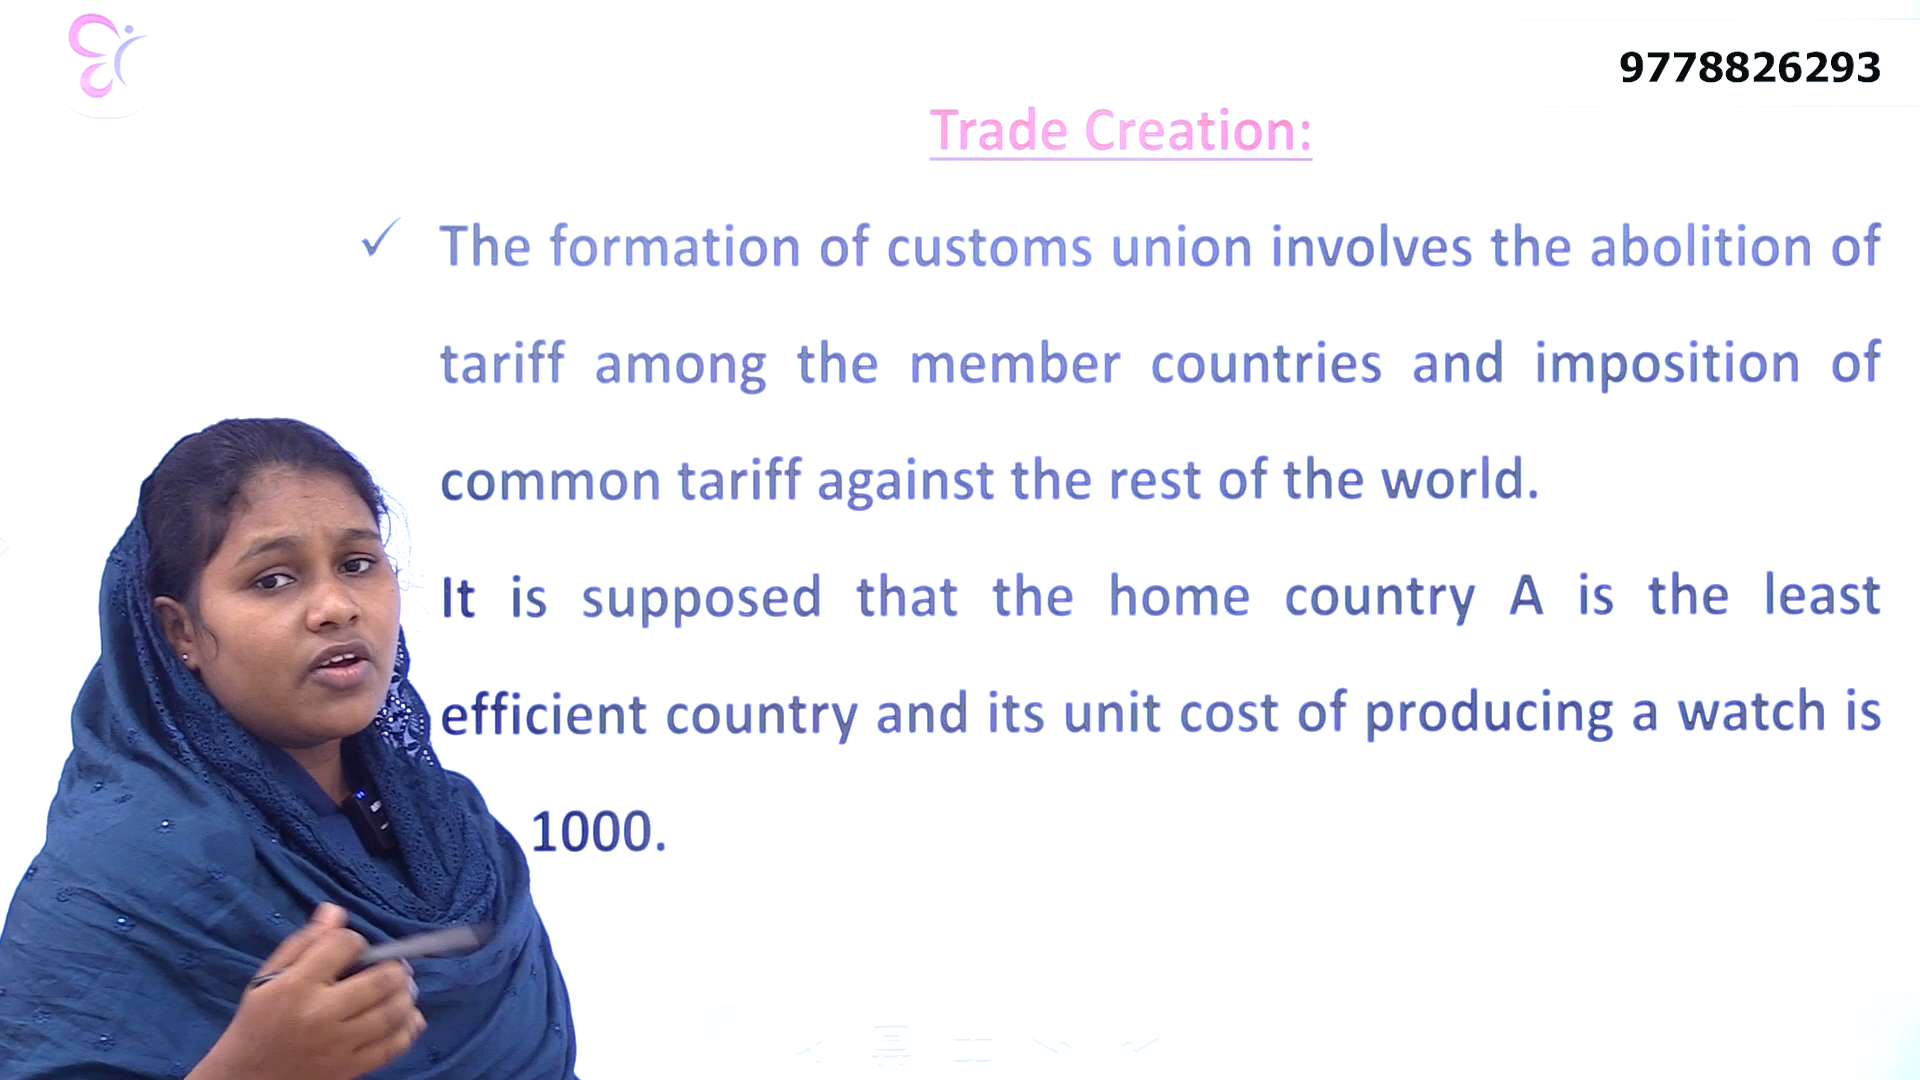 9778826293
Trade Creation:
✓ The formation of customs union involves the abolition of
tariff among the member countries and imposition of
common tariff against the rest of the world.
It is supposed that the home country A is the least
efficient country and its unit cost of producing a watch is
1000.